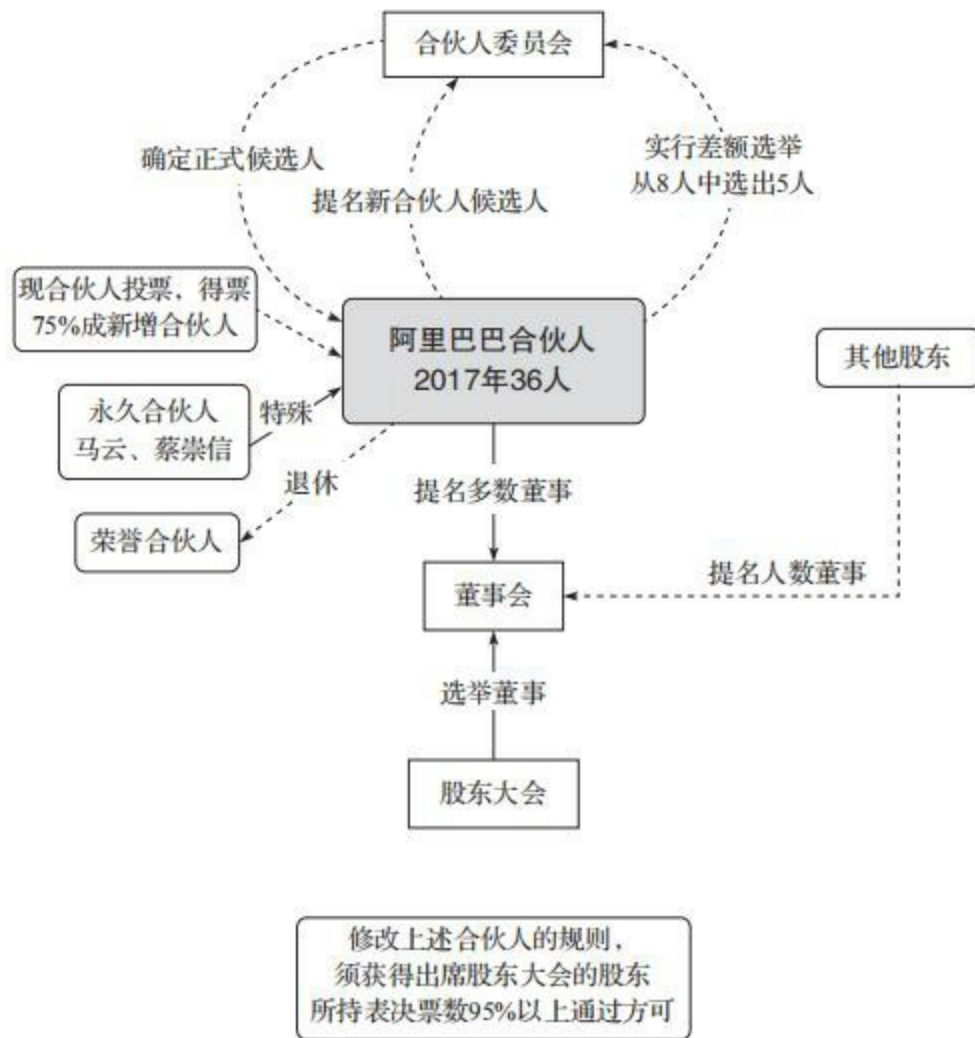 合伙人委员会
确定正式候选人
提名新合伙人候选人
实行差额选举
从8人中选出5人
现合伙人投票，得票
75%成新增合伙人
阿里巴巴合伙人
2017年36人
其他股东
永久合伙人
马云、蔡崇信
特殊
退休
荣誉合伙人
提名多数董事
董事会
提名人数董事
选举董事
股东大会
修改上述合伙人的规则，
须获得出席股东大会的股东
所持表决票数95%以上通过方可